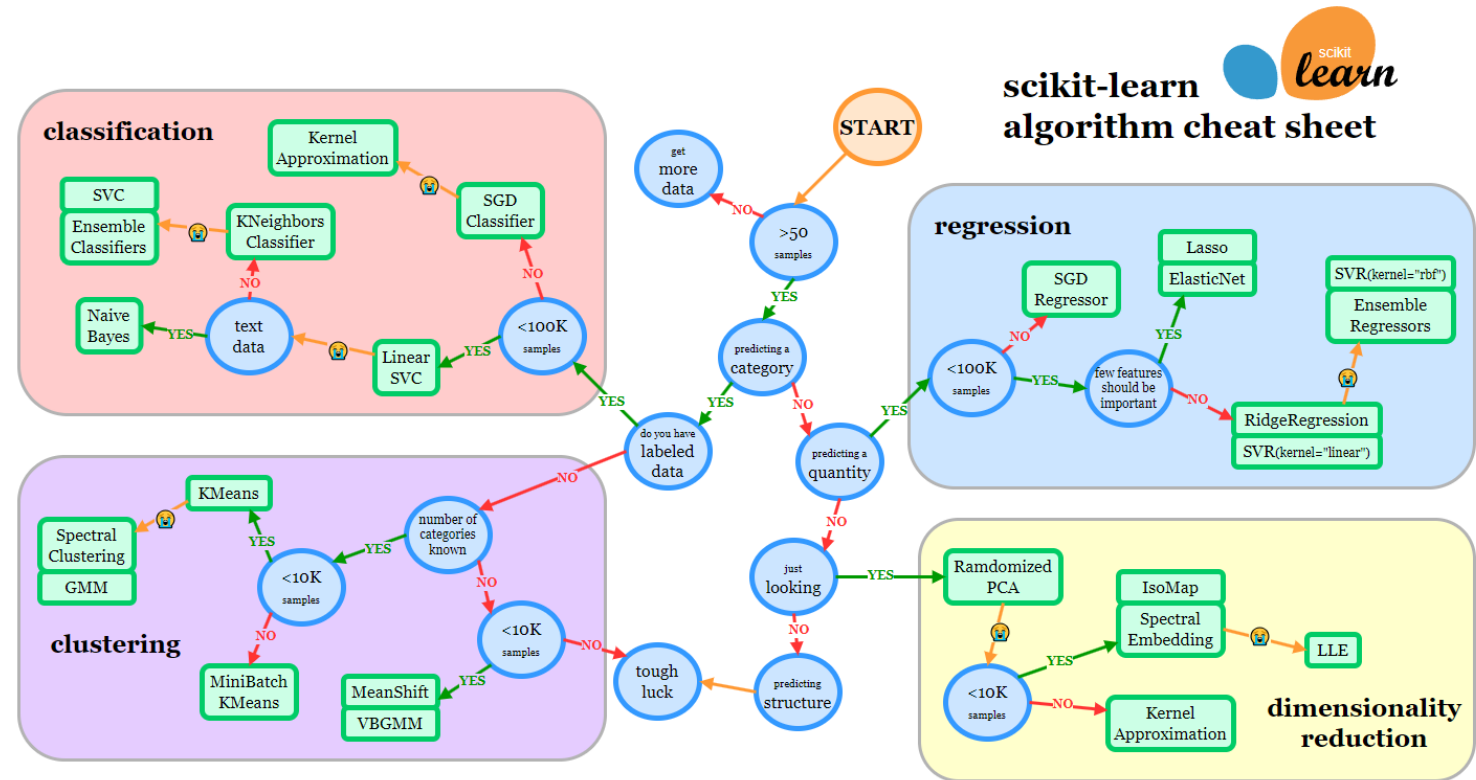 scikit-learn
algorithm cheat sheet
scikit
learn
START
get
more
data
NO
>50
samples
YES
predicting a
category
YES
NO
do you have
labeled
data
YES
NO
predicting a
quantity
YES
NO
just
looking
YES
NO
predicting
structure
tough
luck
classification
Kernel
Approximation
SGD
Classifier
NO
<100K
samples
YES
Linear
SVC
text
data
NO
YES
Naive
Bayes
KNeighbors
Classifier
SVC
Ensemble
Classifiers
regression
<100K
samples
NO
SGD
Regressor
YES
few features
should be
important
YES
Lasso
ElasticNet
NO
RidgeRegression
SVR(kernel="linear")
SVR(kernel="rbf")
Ensemble
Regressors
clustering
number of
categories
known
YES
NO
<10K
samples
YES
KMeans
Spectral
Clustering
GMM
NO
MiniBatch
KMeans
<10K
samples
NO
YES
MeanShift
VBGMM
dimensionality
reduction
Ramdomized
PCA
<10K
samples
YES
IsoMap
Spectral
Embedding
LLE
NO
Kernel
Approximation